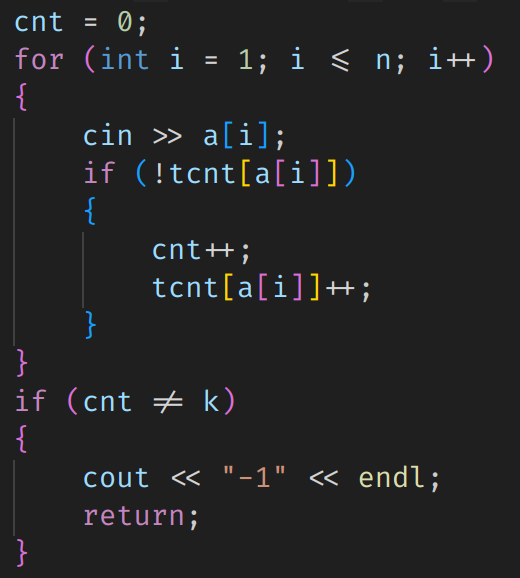 cnt = 0;
for (int i = 1; i <= n; i++)
{
cin >> a[i];
if (!tcnt[a[i]])
{
cnt++;
tcnt[a[i]]++;
}
}
if (cnt != k)
{
cout << "-1" << endl;
return;
}